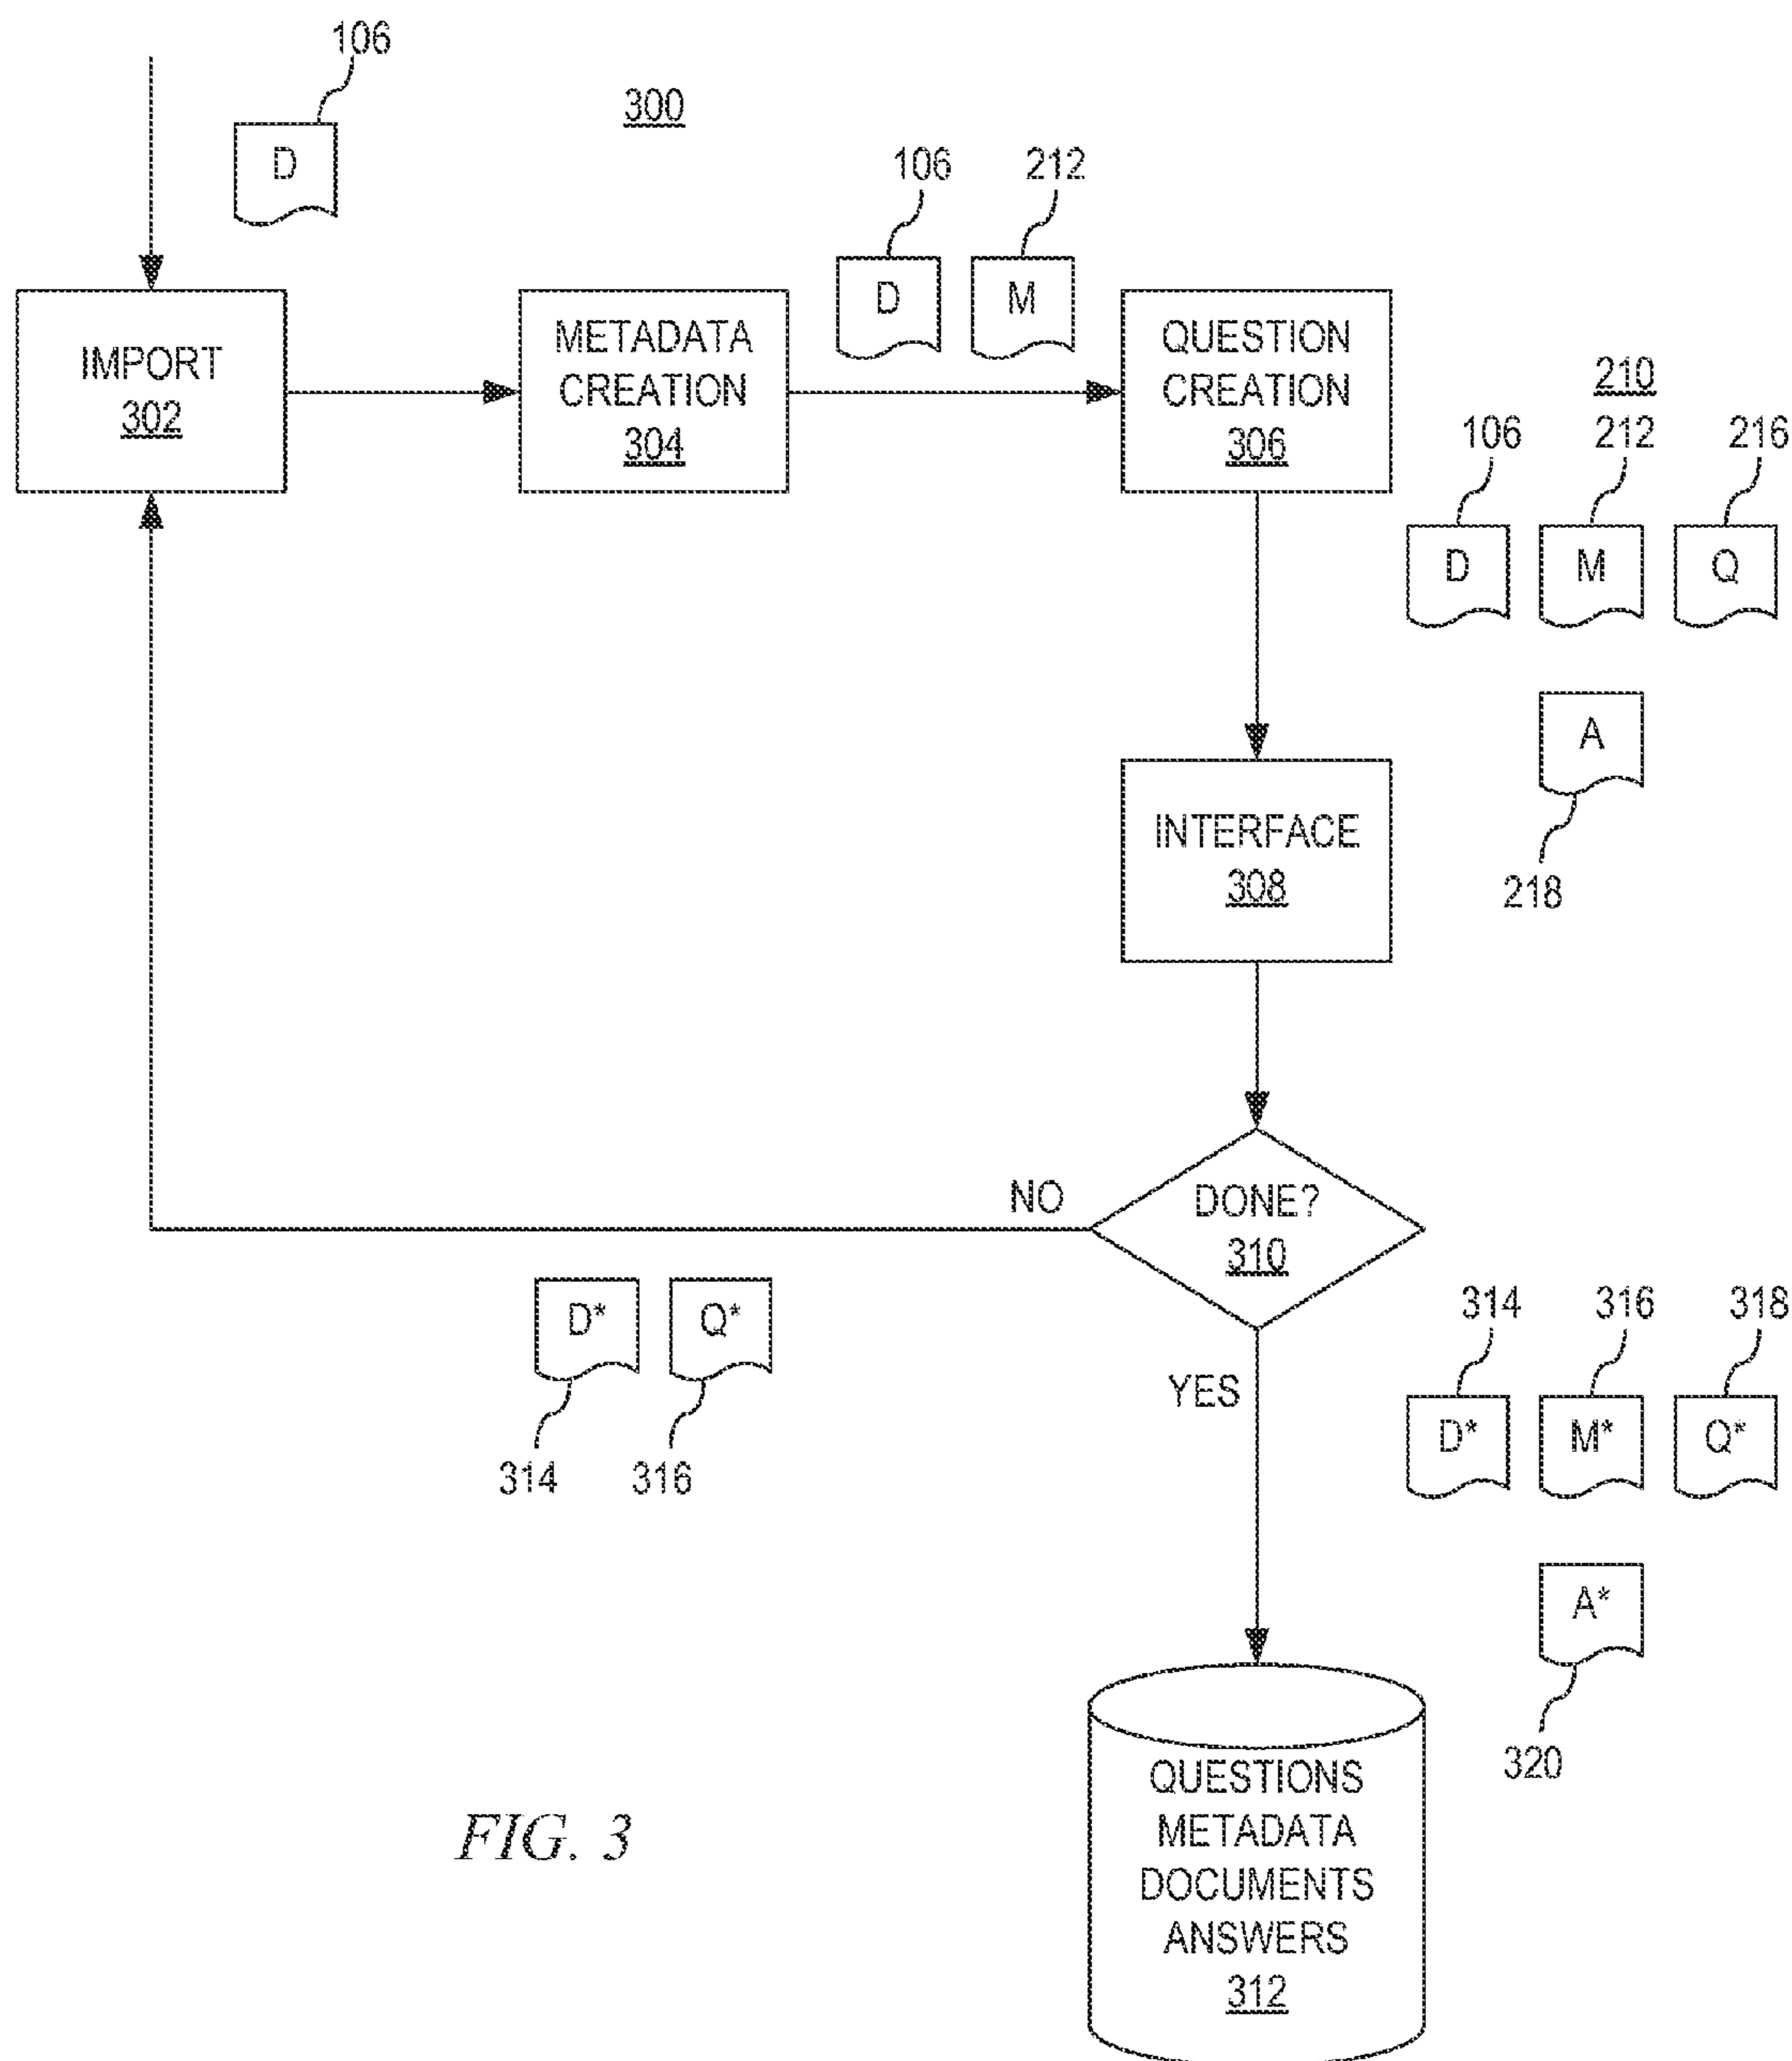 106
300
D
106
212
D
M
IMPORT
302
METADATA
CREATION
304
QUESTION
CREATION
306
210
106
212
216
D
M
Q
A
218
INTERFACE
308
NO
DONE?
310
D*
Q*
314
316
YES
314
316
318
D*
M*
Q*
A*
320
QUESTIONS
METADATA
DOCUMENTS
ANSWERS
312
FIG. 3